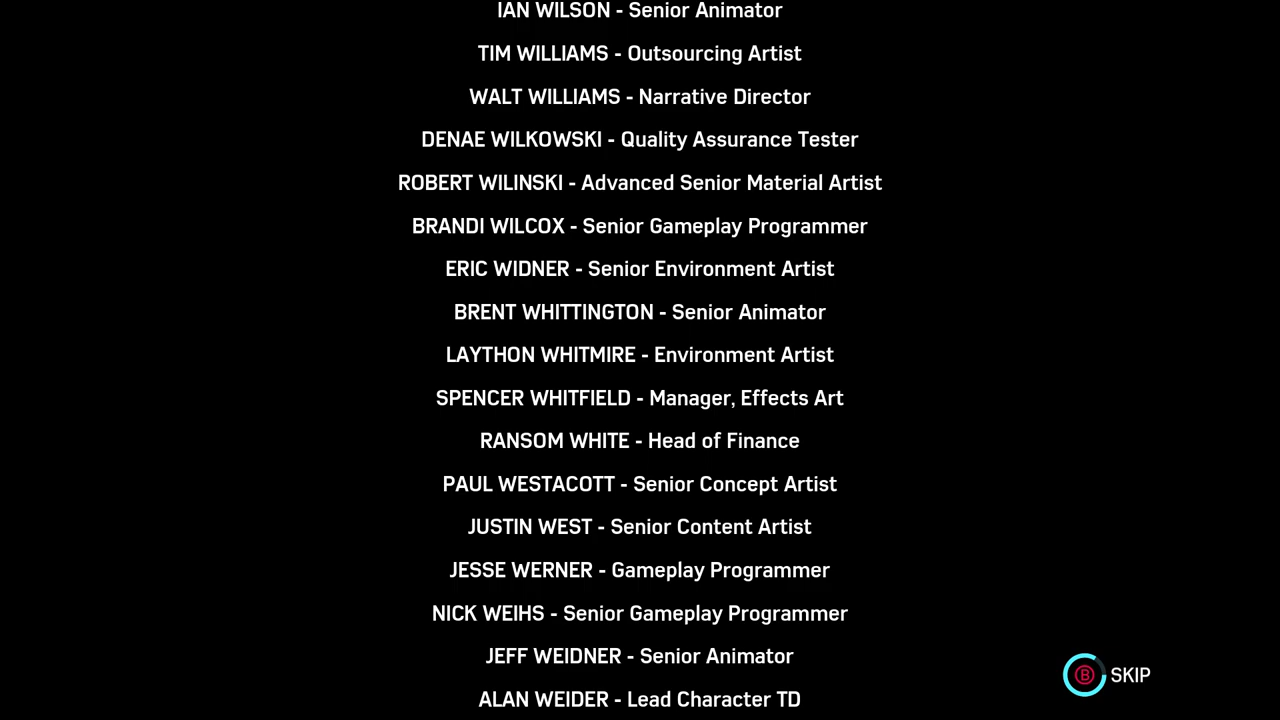 IAN WILSON - Senior Animator
TIM WILLIAMS - Outsourcing Artist
WALT WILLIAMS - Narrative Director
DENAE WILKOWSKI - Quality Assurance Tester
ROBERT WILINSKI - Advanced Senior Material Artist
BRANDI WILCOX - Senior Gameplay Programmer
ERIC WIDNER - Senior Environment Artist
BRENT WHITTINGTON - Senior Animator
LAYTHON WHITMIRE - Environment Artist
SPENCER WHITFIELD - Manager, Effects Art
RANSOM WHITE - Head of Finance
PAUL WESTACOTT - Senior Concept Artist
JUSTIN WEST - Senior Content Artist
JESSE WERNER - Gameplay Programmer
NICK WEIHS - Senior Gameplay Programmer
JEFF WEIDNER - Senior Animator
B SKIP
ALAN WEIDER - Lead Character TD